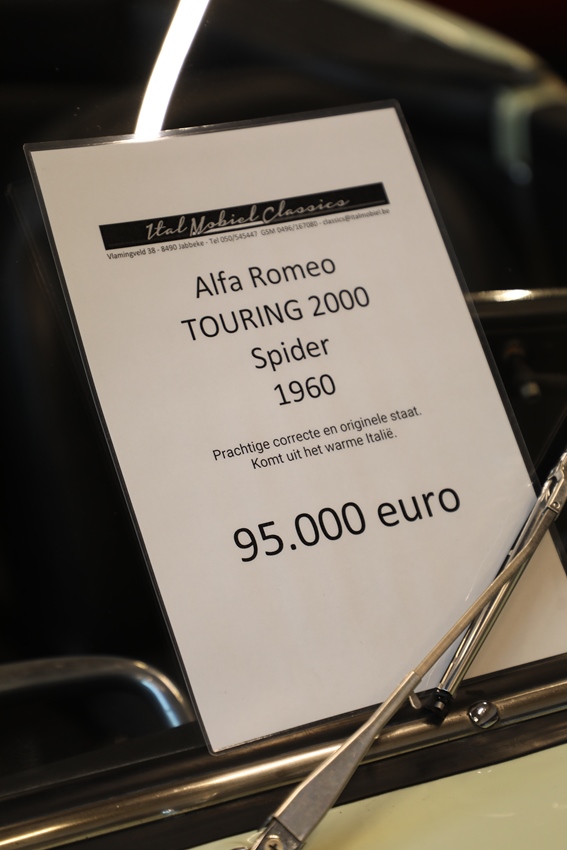 Ital Mobiel Classics
Vlamingveld 38 - 8490 Jabbeke - Tel 050/545447 GSM 0496/167080 - classics@italmobiel.be
Alfa Romeo
TOURING 2000
Spider
1960
Prachtige correcte en originele staat.
Komt uit het warme Italië.
95.000 euro